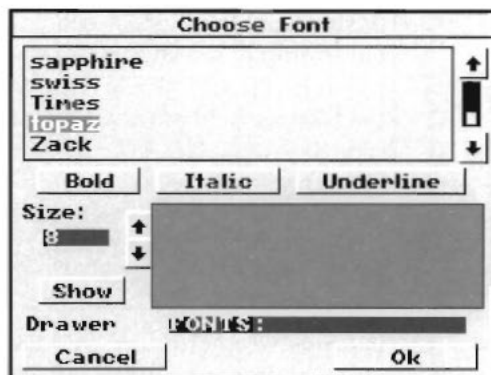 Choose Font
sapphire
swiss
Times
topaz
Zack
Bold Italic Underline
Size:
8
Show
Drawer FONTS:
Cancel Ok